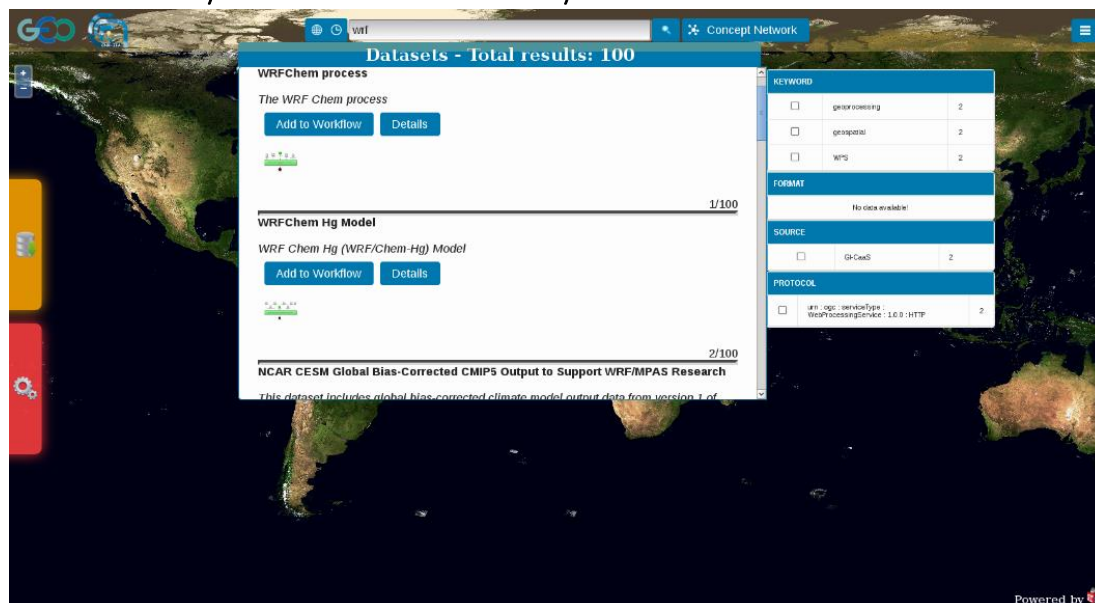 GEO
wrf
Concept Network
Datasets - Total results: 100
WRFChem process
The WRF Chem process
Add to Workflow Details
1/100
WRFChem Hg Model
WRF Chem Hg (WRF/Chem-Hg) Model
Add to Workflow Details
2/100
NCAR CESM Global Bias-Corrected CMIP5 Output to Support WRF/MPAS Research
This dataset includes global bias-corrected climate model output data from version 1 of
KEYWORD
geoprocessing 2
geospatial 2
WPS 2
FORMAT
No data available!
SOURCE
GI-CaaS 2
PROTOCOL
urn : ogc : serviceType :
WebProcessingService : 1.0.0 : HTTP 2
Powered by